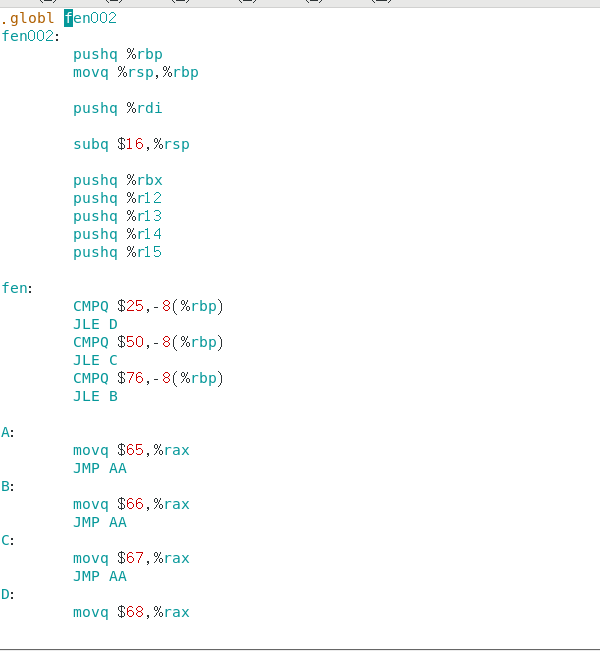 .globl fen002
fen002:
pushq %rbp
movq %rsp,%rbp
pushq %rdi
subq $16,%rsp
pushq %rbx
pushq %r12
pushq %r13
pushq %r14
pushq %r15
fen:
CMPQ $25,-8(%rbp)
JLE D
CMPQ $50,-8(%rbp)
JLE C
CMPQ $76,-8(%rbp)
JLE B
A:
movq $65,%rax
JMP AA
B:
movq $66,%rax
JMP AA
C:
movq $67,%rax
JMP AA
D:
movq $68,%rax